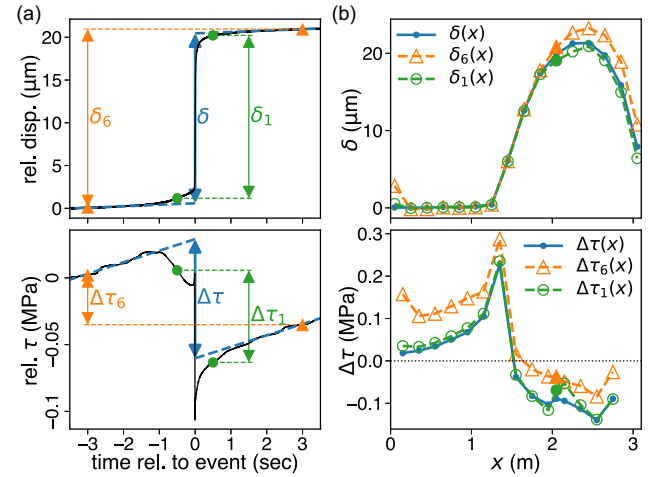 (a)
(b)
rel. disp. (μm)
20
15
10
5
0
δ₆
δ
δ₁
δ (μm)
20
10
0
δ(x)
δ₆(x)
δ₁(x)
rel. τ (MPa)
0
−0.05
−0.1
Δτ₆
Δτ
Δτ₁
−3 −2 −1 0 1 2 3
time rel. to event (sec)
Δτ (MPa)
0.3
0.2
0.1
0.0
−0.1
Δτ(x)
Δτ₆(x)
Δτ₁(x)
0 1 2 3
x (m)